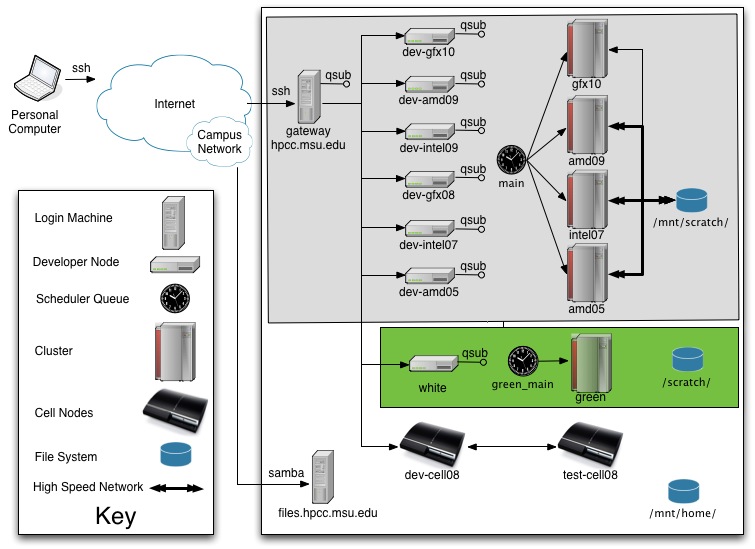 ssh
Personal
Computer
Internet
Campus
Network
ssh
qsub
gateway
hpcc.msu.edu
qsub
dev-gfx10
qsub
dev-amd09
qsub
dev-intel09
qsub
dev-gfx08
qsub
dev-intel07
qsub
dev-amd05
main
gfx10
amd09
intel07
amd05
/mnt/scratch/
qsub
white
green_main
green
/scratch/
dev-cell08
test-cell08
samba
files.hpcc.msu.edu
/mnt/home/
Login Machine
Developer Node
Scheduler Queue
Cluster
Cell Nodes
File System
High Speed Network
Key